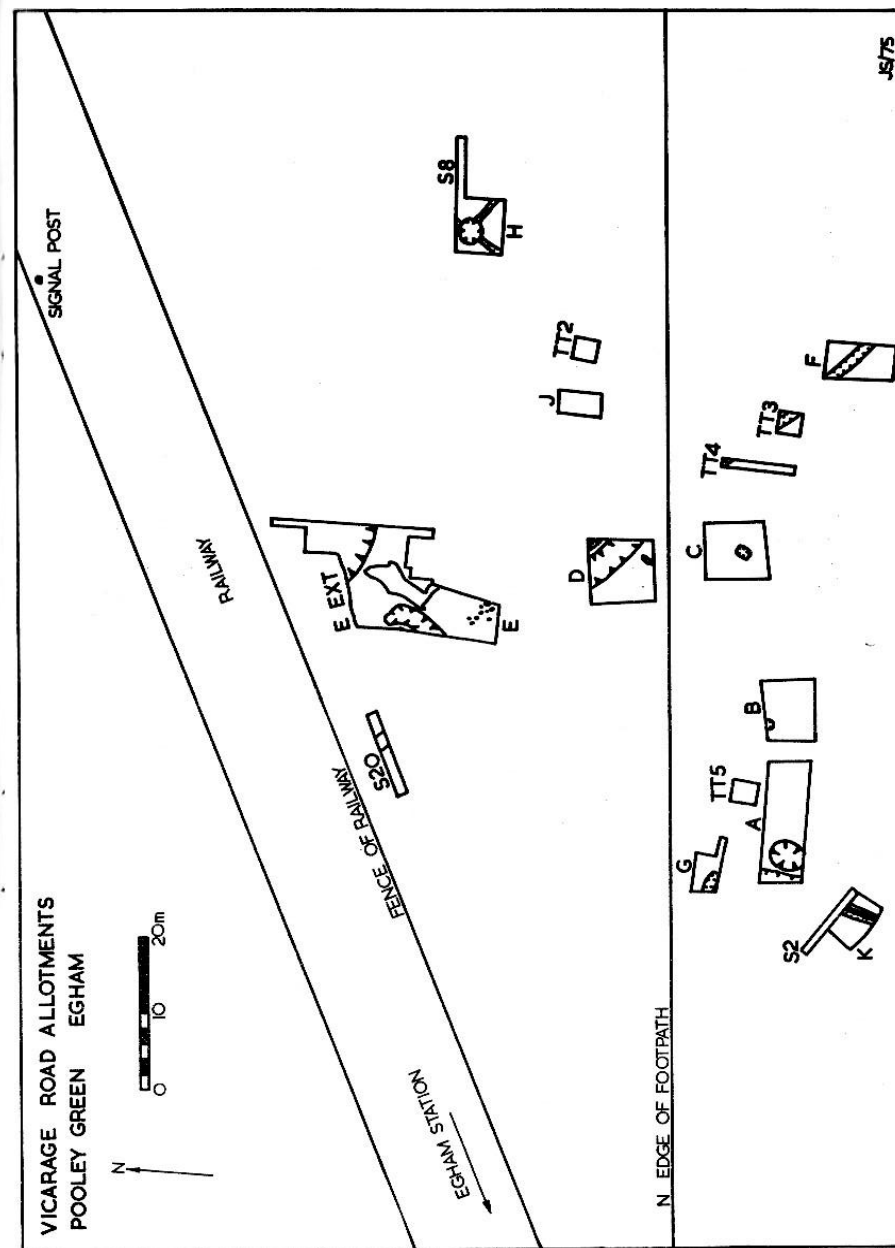 VICARAGE ROAD ALLOTMENTS
POOLEY GREEN EGHAM
N
0 10 20m
SIGNAL POST
RAILWAY
FENCE OF RAILWAY
EGHAM STATION
S20
E EXT
E
S8
H
TT2
J
D
N EDGE OF FOOTPATH
C
TT4
TT3
F
B
TT5
A
G
S2
K
JS/75